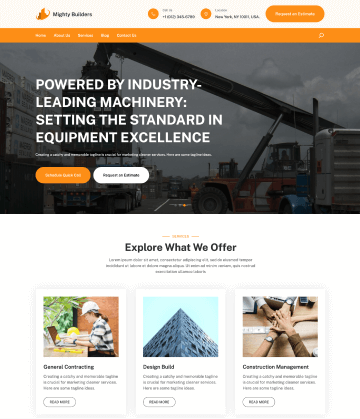 Mighty Builders
Call Us
+1 (012) 345-6789
Location
New York, NY 10001, USA
Request an Estimate
Home
About Us
Services
Blog
Contact Us
POWERED BY INDUSTRY-
LEADING MACHINERY:
SETTING THE STANDARD IN
EQUIPMENT EXCELLENCE
Creating a catchy and memorable tagline is crucial for marketing cleaner services. Here are some tagline ideas.
Schedule Quick Call
Request an Estimate
SERVICES
Explore What We Offer
Lorem ipsum dolor sit amet, consectetur adipiscing elit, sed do eiusmod tempor
incididunt ut labore et dolore magna aliqua. Ut enim ad minim veniam, quis nostrud
exercitation ullamco laboris
General Contracting
Creating a catchy and memorable tagline
is crucial for marketing cleaner services.
Here are some tagline ideas.
READ MORE
Design Build
Creating a catchy and memorable tagline
is crucial for marketing cleaner services.
Here are some tagline ideas.
READ MORE
Construction Management
Creating a catchy and memorable tagline
is crucial for marketing cleaner services.
Here are some tagline ideas.
READ MORE